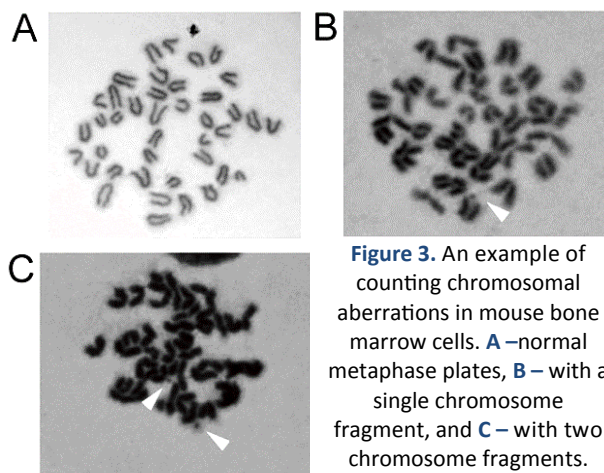 A
B
C
Figure 3. An example of
counting chromosomal
aberrations in mouse bone
marrow cells. A –normal
metaphase plates, B – with a
single chromosome
fragment, and C – with two
chromosome fragments.